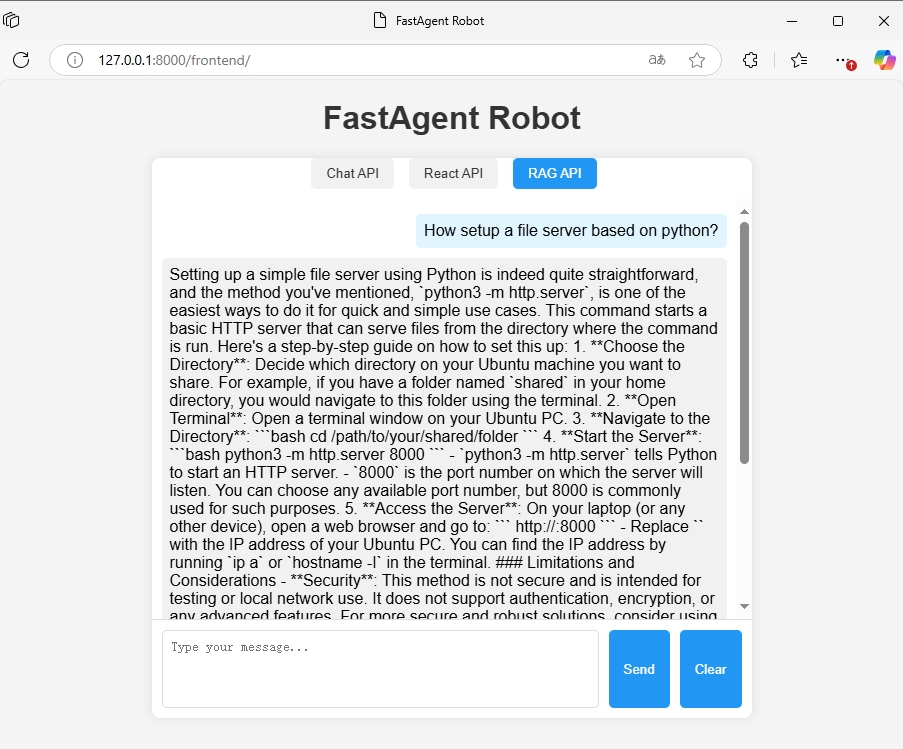 FastAgent Robot
127.0.0.1:8000/frontend/
FastAgent Robot
Chat API
React API
RAG API
How setup a file server based on python?
Setting up a simple file server using Python is indeed quite straightforward,
and the method you've mentioned, `python3 -m http.server`, is one of the
easiest ways to do it for quick and simple use cases. This command starts a
basic HTTP server that can serve files from the directory where the command
is run. Here's a step-by-step guide on how to set this up: 1. **Choose the
Directory**: Decide which directory on your Ubuntu machine you want to
share. For example, if you have a folder named `shared` in your home
directory, you would navigate to this folder using the terminal. 2. **Open
Terminal**: Open a terminal window on your Ubuntu PC. 3. **Navigate to the
Directory**: ```bash cd /path/to/your/shared/folder ``` 4. **Start the Server**:
```bash python3 -m http.server 8000 ``` - `python3 -m http.server` tells Python
to start an HTTP server. - `8000` is the port number on which the server will
listen. You can choose any available port number, but 8000 is commonly
used for such purposes. 5. **Access the Server**: On your laptop (or any
other device), open a web browser and go to: ``` http://:8000 ``` - Replace ``
with the IP address of your Ubuntu PC. You can find the IP address by
running `ip a` or `hostname -I` in the terminal. ### Limitations and
Considerations - **Security**: This method is not secure and is intended for
testing or local network use. It does not support authentication, encryption, or
any advanced features. For more secure and robust solutions, consider using
Type your message...
Send
Clear